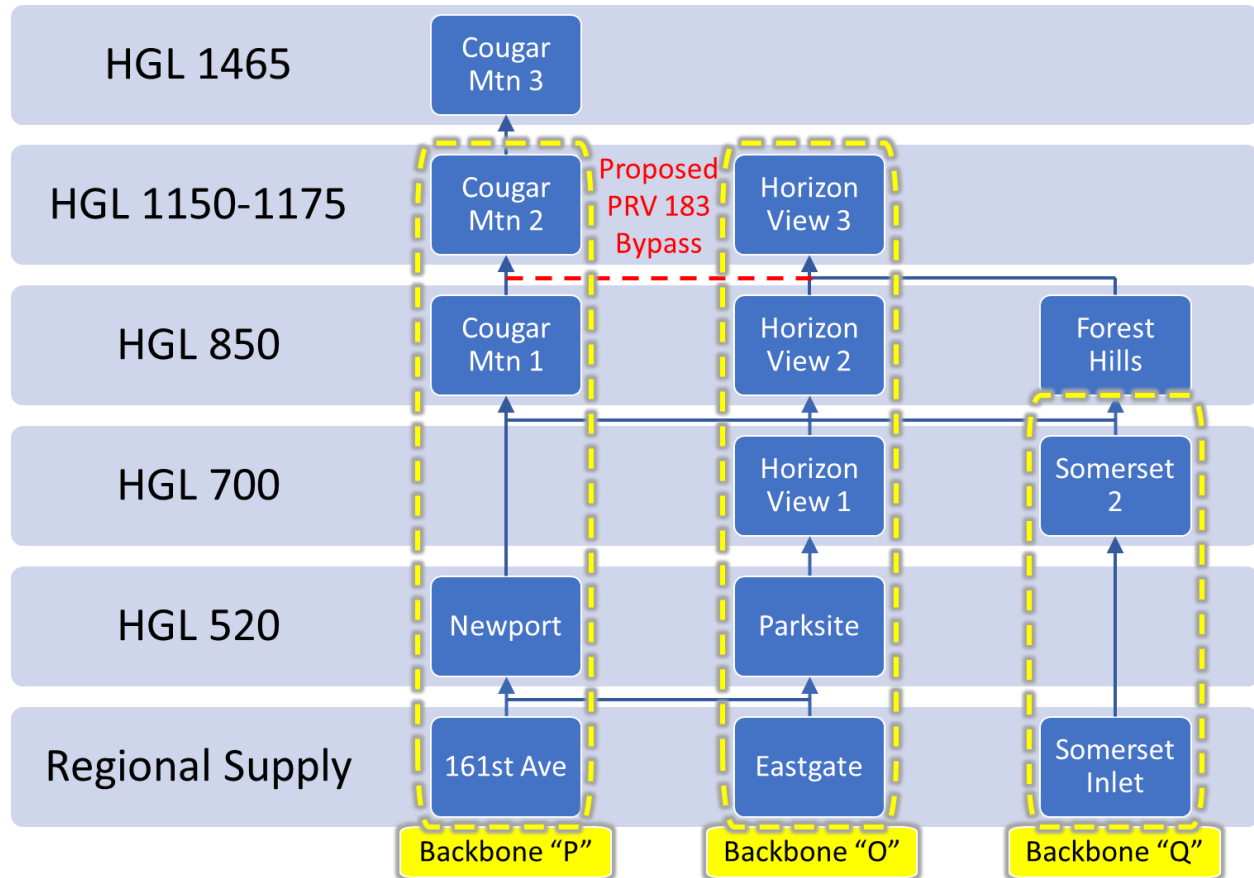 HGL 1465
Cougar
Mtn 3
HGL 1150-1175
Cougar
Mtn 2
Proposed
PRV 183
Bypass
Horizon
View 3
HGL 850
Cougar
Mtn 1
Horizon
View 2
Forest
Hills
HGL 700
Horizon
View 1
Somerset
2
HGL 520
Newport
Parksite
Regional Supply
161st Ave
Eastgate
Somerset
Inlet
Backbone “P”
Backbone “O”
Backbone “Q”